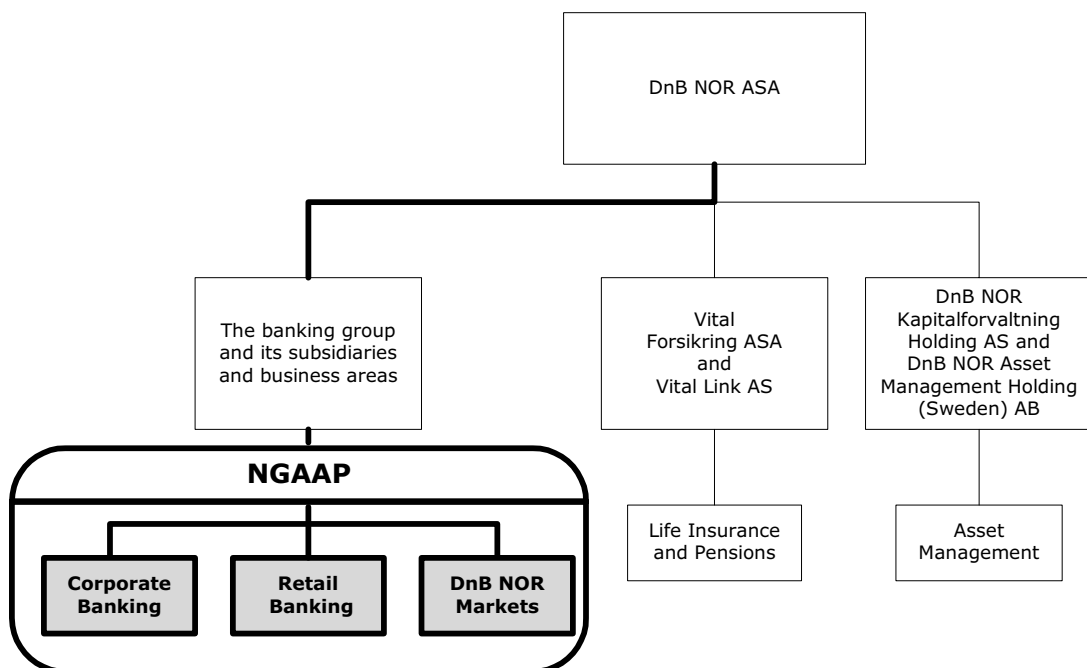 DnB NOR ASA
The banking group
and its subsidiaries
and business areas
Vital
Forsikring ASA
and
Vital Link AS
DnB NOR
Kapitalforvaltning
Holding AS and
DnB NOR Asset
Management Holding
(Sweden) AB
NGAAP
Corporate
Banking
Retail
Banking
DnB NOR
Markets
Life Insurance
and Pensions
Asset
Management